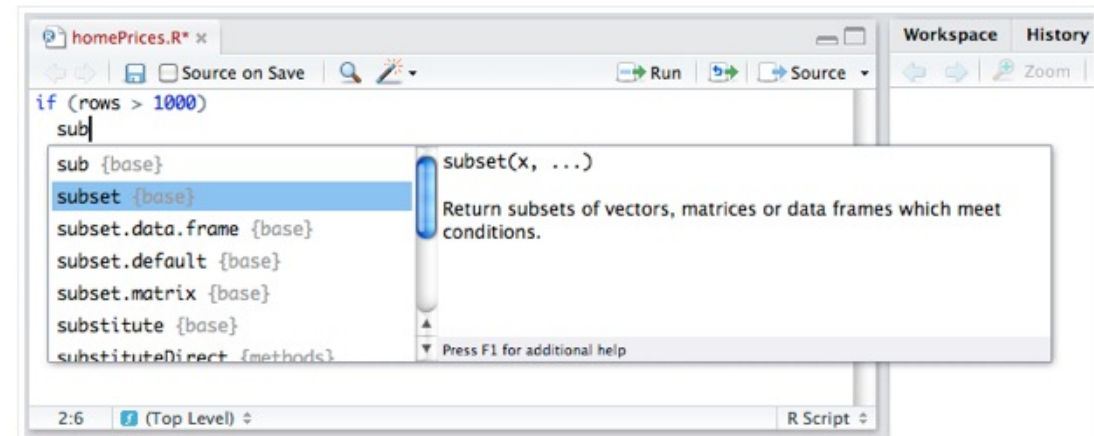 homePrices.R* ×
Workspace History
Source on Save Run Source Zoom
if (rows > 1000)
sub
sub {base}
subset {base}
subset.data.frame {base}
subset.default {base}
subset.matrix {base}
substitute {base}
substituteDirect {methods}
subset(x, ...)
Return subsets of vectors, matrices or data frames which meet
conditions.
Press F1 for additional help
2:6 (Top Level) R Script